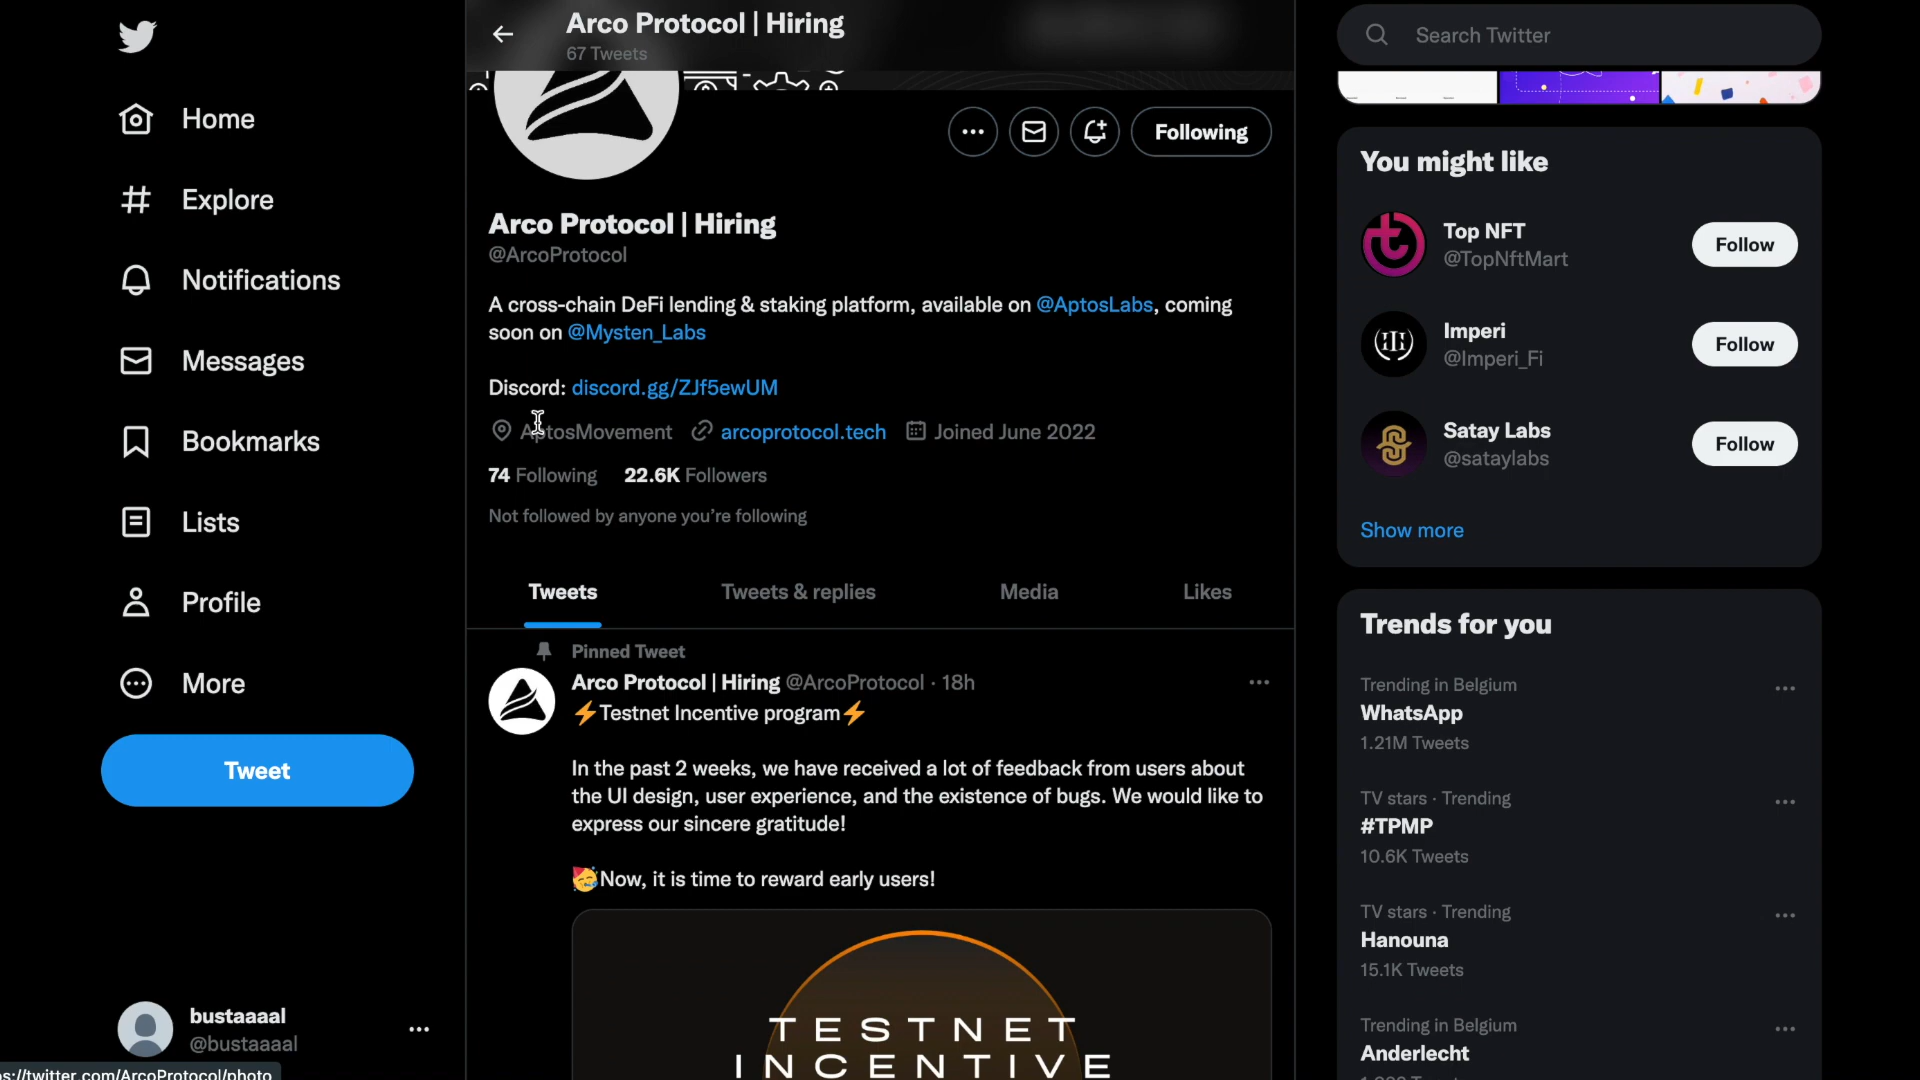 Home
Explore
Notifications
Messages
Bookmarks
Lists
Profile
More
Tweet
bustaaaal
@bustaaaal
s://twitter.com/ArcoProtocol/photo
Arco Protocol | Hiring
67 Tweets
Following
Arco Protocol | Hiring
@ArcoProtocol
A cross-chain DeFi lending & staking platform, available on @AptosLabs, coming
soon on @Mysten_Labs
Discord: discord.gg/ZJf5ewUM
AptosMovement arcoprotocol.tech Joined June 2022
74 Following 22.6K Followers
Not followed by anyone you're following
Tweets Tweets & replies Media Likes
Pinned Tweet
Arco Protocol | Hiring @ArcoProtocol · 18h
⚡Testnet Incentive program⚡
In the past 2 weeks, we have received a lot of feedback from users about
the UI design, user experience, and the existence of bugs. We would like to
express our sincere gratitude!
🥳Now, it is time to reward early users!
TESTNET
INCENTIVE
Search Twitter
You might like
Top NFT
@TopNftMart
Follow
Imperi
@Imperi_Fi
Follow
Satay Labs
@sataylabs
Follow
Show more
Trends for you
Trending in Belgium
WhatsApp
1.21M Tweets
TV stars · Trending
#TPMP
10.6K Tweets
TV stars · Trending
Hanouna
15.1K Tweets
Trending in Belgium
Anderlecht